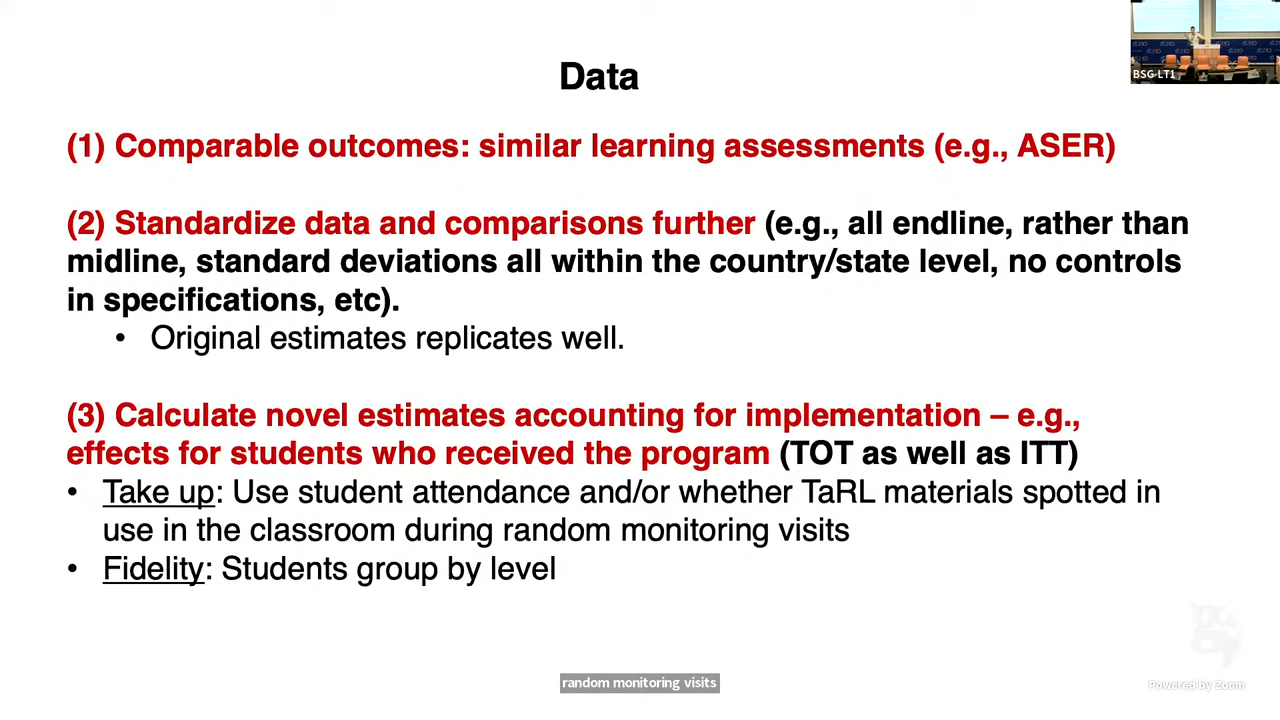 BSG-LT1
Data
(1) Comparable outcomes: similar learning assessments (e.g., ASER)
(2) Standardize data and comparisons further (e.g., all endline, rather than
midline, standard deviations all within the country/state level, no controls
in specifications, etc).
• Original estimates replicates well.
(3) Calculate novel estimates accounting for implementation – e.g.,
effects for students who received the program (TOT as well as ITT)
• Take up: Use student attendance and/or whether TaRL materials spotted in
use in the classroom during random monitoring visits
• Fidelity: Students group by level
random monitoring visits
Powered by Zoom